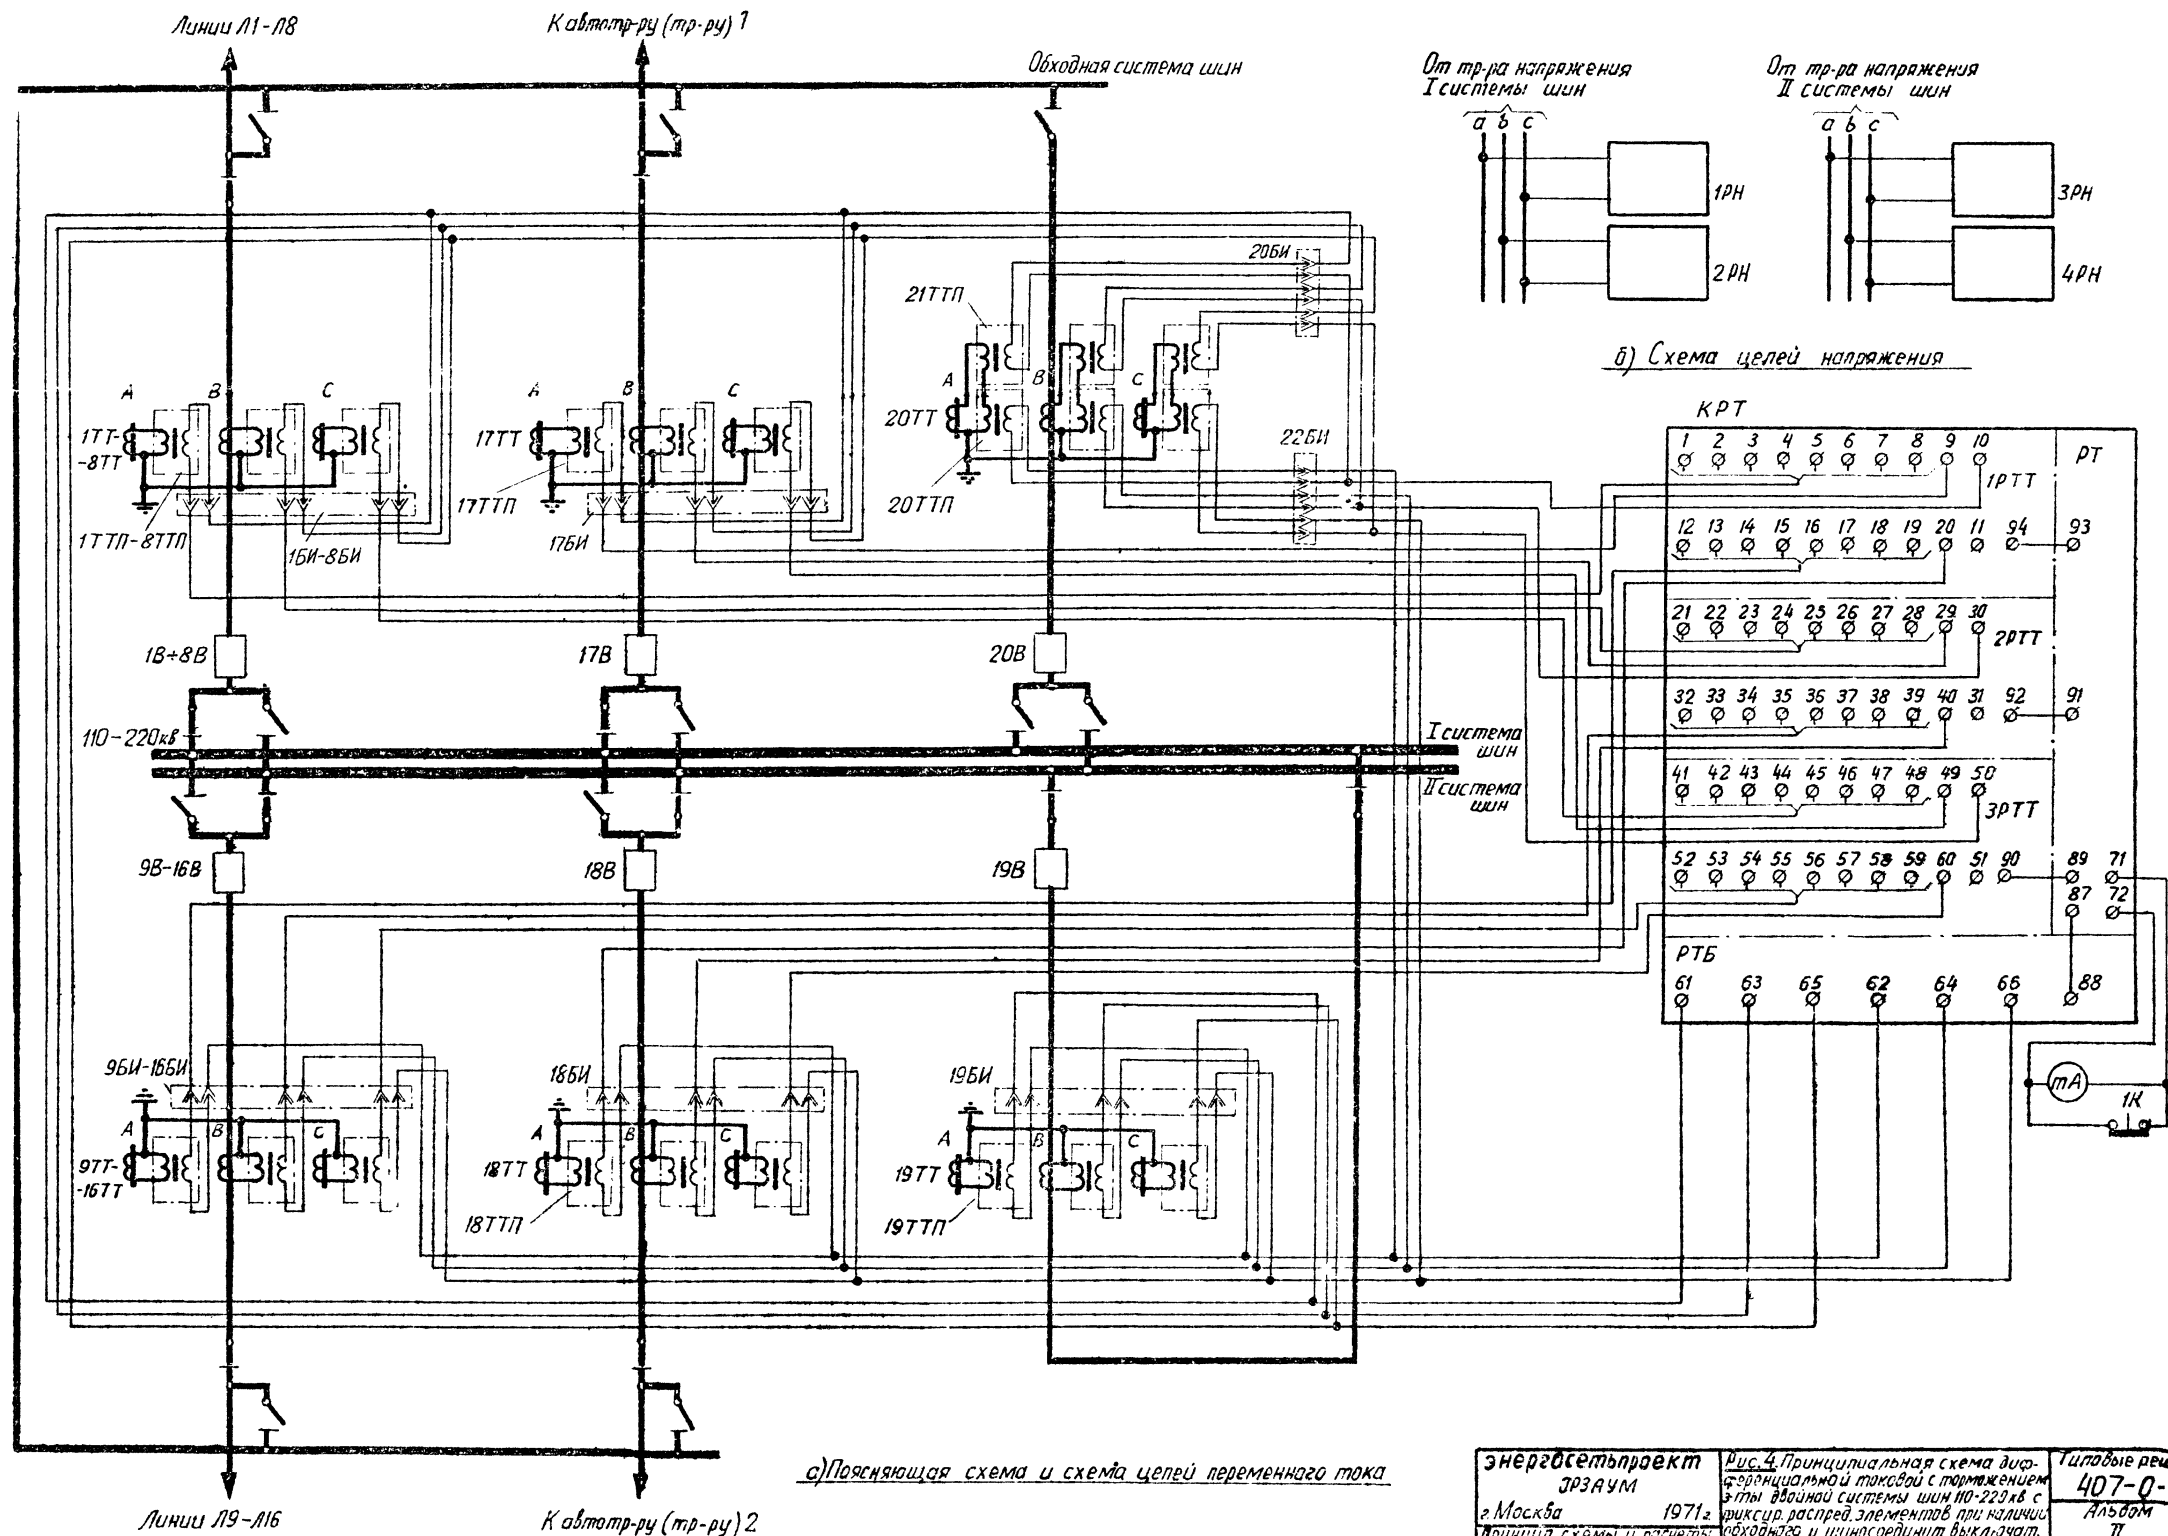 Линии Л1-Л8
К автотр-ру (тр-ру) 1
Обходная система шин
От тр-ра напряжения
I системы шин
a b c
1РН
2РН
От тр-ра напряжения
II системы шин
a b c
3РН
4РН
б) Схема цепей напряжения
20БИ
21ТТП
A B C
1ТТ-
-8ТТ
1ТТП-8ТТП
1БИ-8БИ
A B C
17ТТ
17ТТП
17БИ
A B C
20ТТ
20ТТП
22БИ
КРТ
РТ
1 2 3 4 5 6 7 8 9 10
1РТТ
12 13 14 15 16 17 18 19 20 11 94 93
21 22 23 24 25 26 27 28 29 30
2РТТ
32 33 34 35 36 37 38 39 40 31 92 91
41 42 43 44 45 46 47 48 49 50
3РТТ
52 53 54 55 56 57 58 59 60 51 90 89 71
87 72
РТБ
61 63 65 62 64 66 88
mA
1К
1В÷8В
17В
20В
110-220кв
I система
шин
II система
шин
9В-16В
18В
19В
9БИ-16БИ
18БИ
19БИ
A B C
9ТТ-
-16ТТ
A B C
18ТТ
18ТТП
A B C
19ТТ
19ТТП
а) Поясняющая схема и схема цепей переменного тока
Линии Л9-Л16
К автотр-ру (тр-ру) 2
энергосетьпроект
ЭРЗАУМ
г. Москва 1971г.
Принцип. схемы и расчеты
Рис.4. Принципиальная схема диф-
ференциальной токовой с торможением
з-ты двойной системы шин 110-220кв с
фиксир. распред. элементов при наличии
обходного и шиносоединит. выключат.
Типовые реш
407-0-
Альбом
II